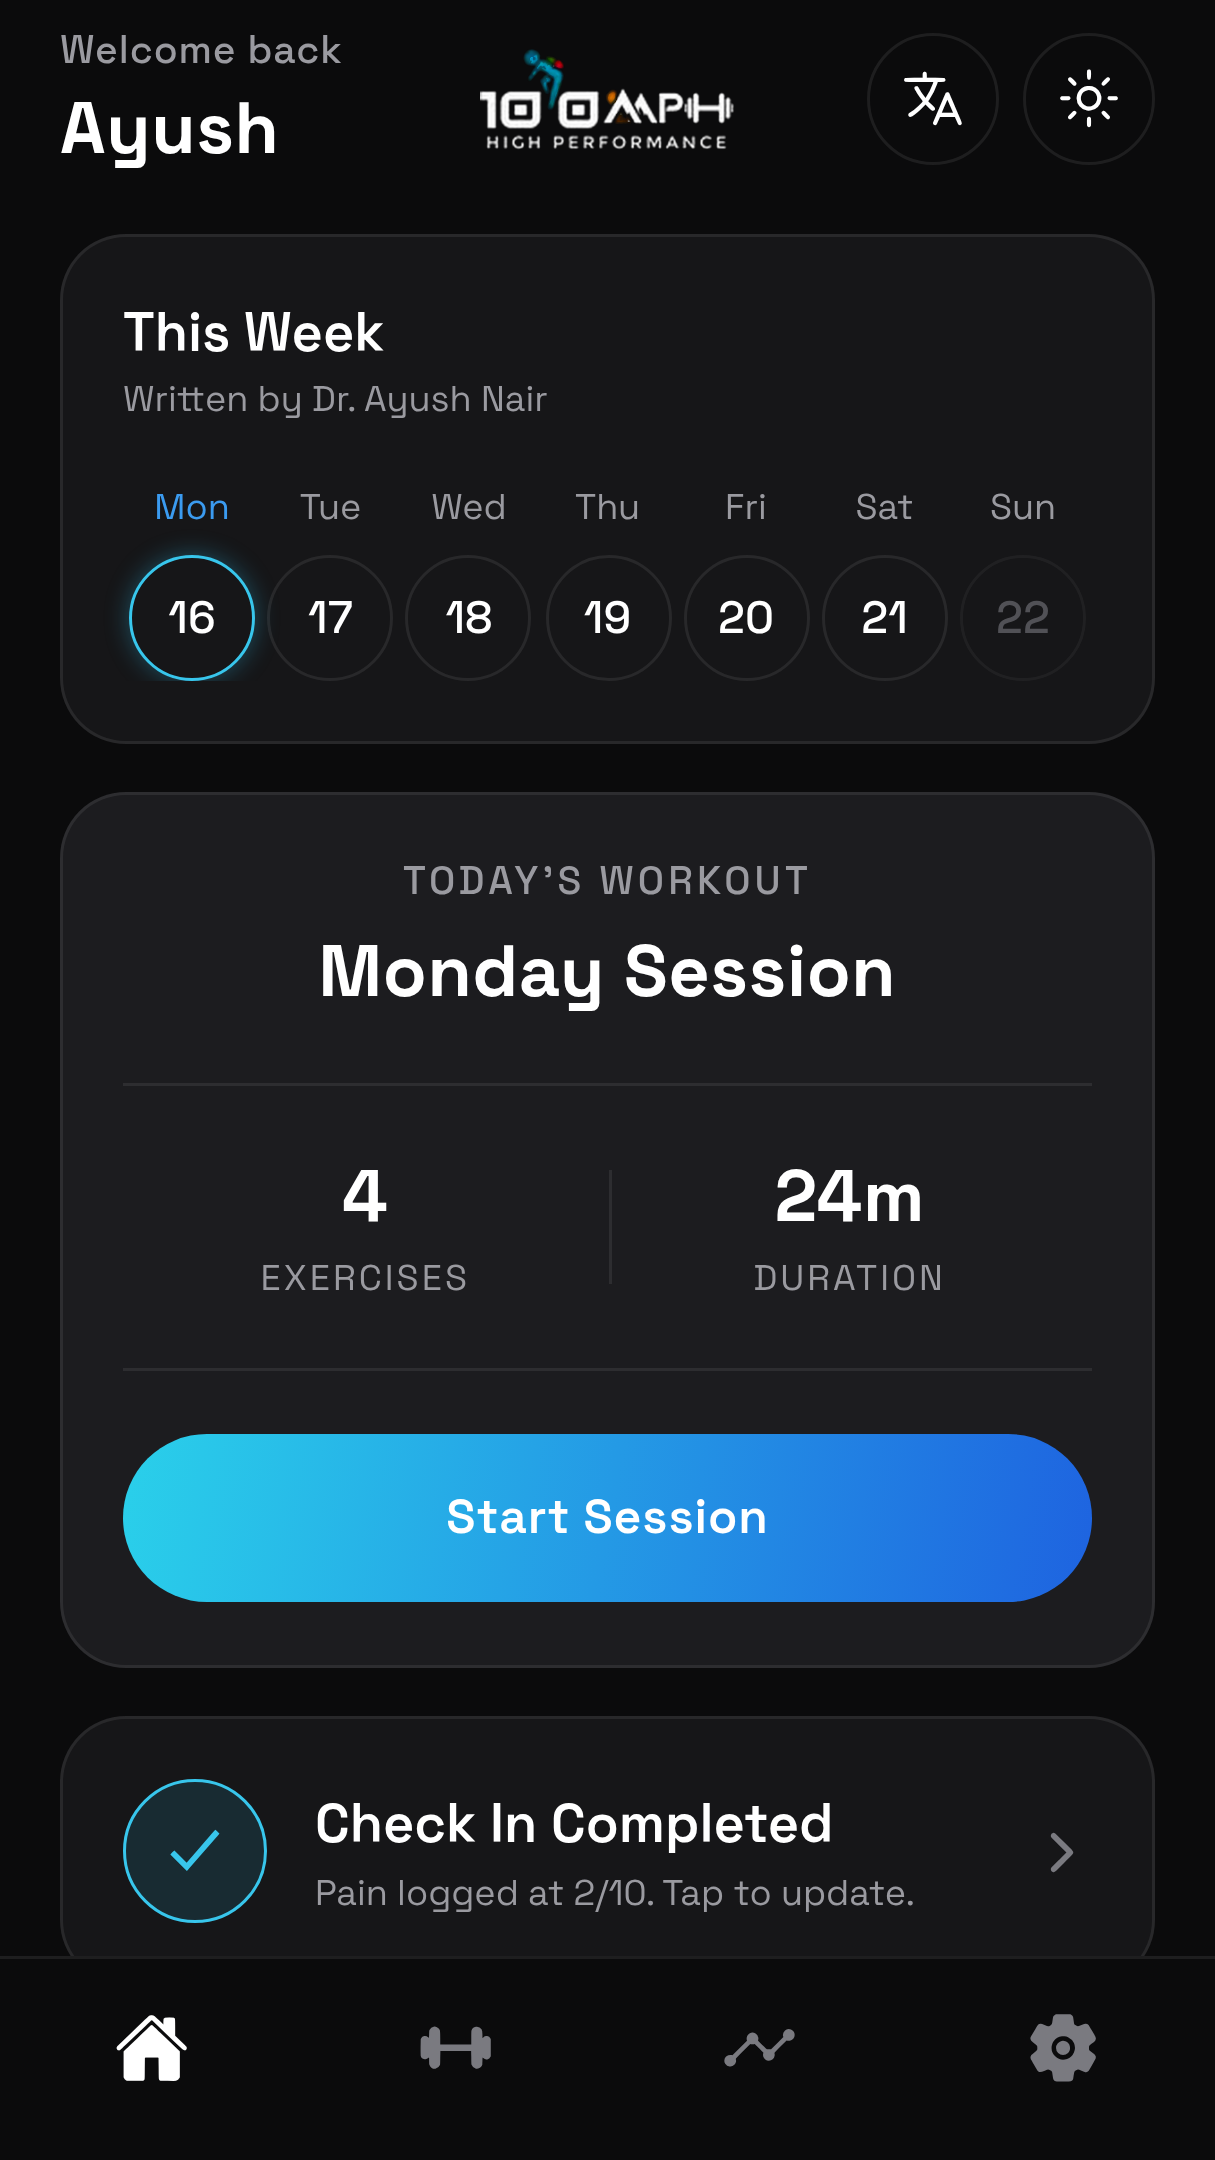 Welcome back
Ayush
100MPH
HIGH PERFORMANCE
This Week
Written by Dr. Ayush Nair
Mon Tue Wed Thu Fri Sat Sun
16 17 18 19 20 21 22
TODAY'S WORKOUT
Monday Session
4 24m
EXERCISES DURATION
Start Session
Check In Completed
Pain logged at 2/10. Tap to update.